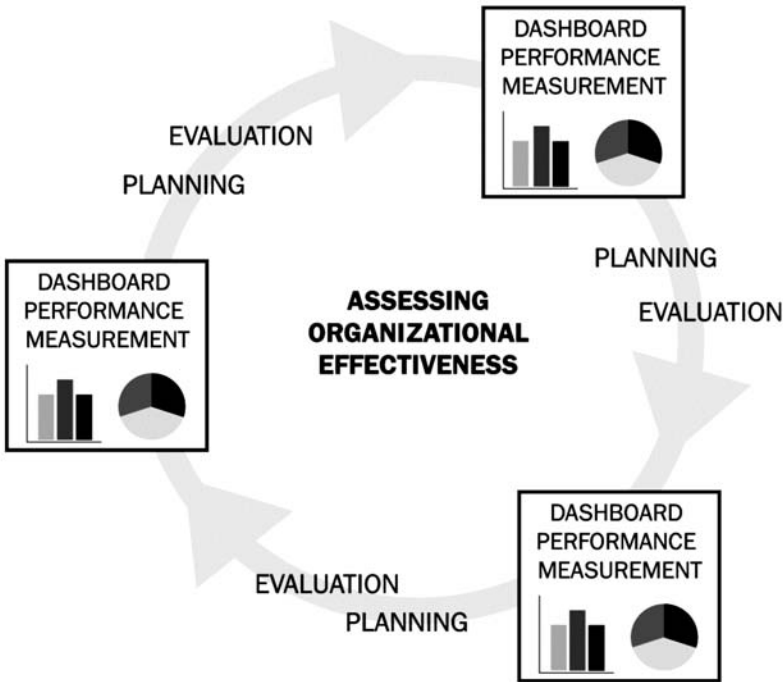 DASHBOARD
PERFORMANCE
MEASUREMENT
EVALUATION
PLANNING
PLANNING
EVALUATION
DASHBOARD
PERFORMANCE
MEASUREMENT
ASSESSING
ORGANIZATIONAL
EFFECTIVENESS
DASHBOARD
PERFORMANCE
MEASUREMENT
EVALUATION
PLANNING